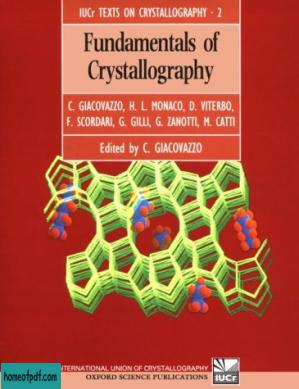 IUCr TEXTS ON CRYSTALLOGRAPHY · 2
Fundamentals of
Crystallography
C. GIACOVAZZO, H. L. MONACO, D. VITERBO,
F. SCORDARI, G. GILLI, G. ZANOTTI, M. CATTI
Edited by C. GIACOVAZZO
INTERNATIONAL UNION OF CRYSTALLOGRAPHY
OXFORD SCIENCE PUBLICATIONS
IUCr
homeofpdf.com